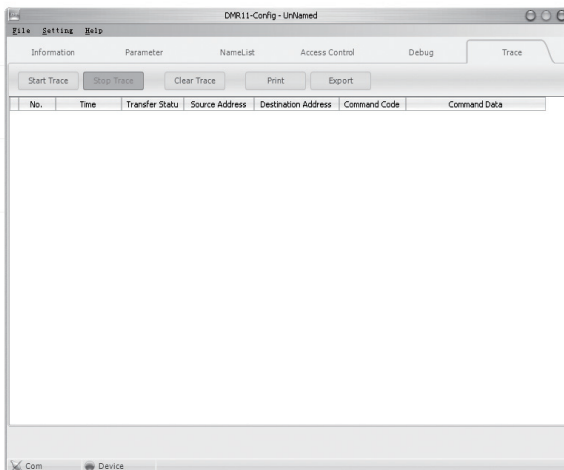 DMR11-Config - UnNamed
File Setting Help
Information Parameter NameList Access Control Debug Trace
Start Trace Stop Trace Clear Trace Print Export
No. Time Transfer Statu Source Address Destination Address Command Code Command Data
Com Device